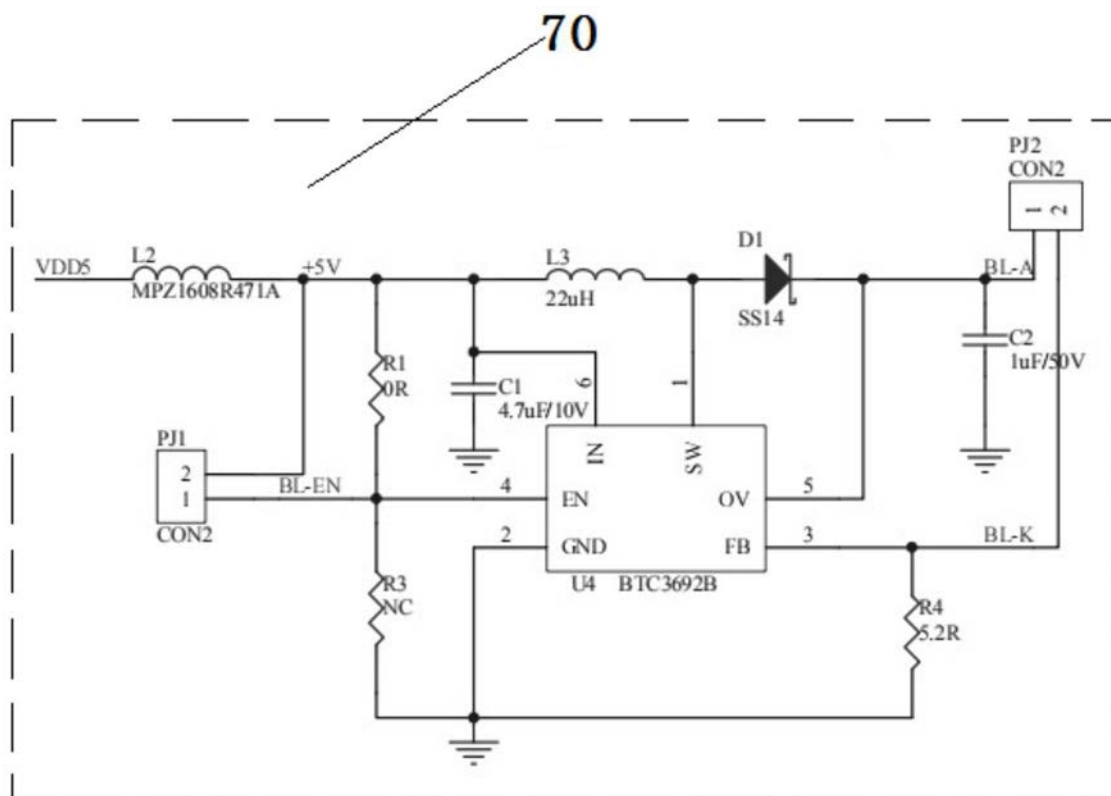 70
PJ2
CON2
1
2
D1
L2
L3
VDD5
+5V
BL-A
MPZ1608R471A
22uH
SS14
C2
1uF/50V
R1
0R
6
1
C1
4.7uF/10V
PJ1
IN
SW
2
BL-EN
4
EN
OV
5
1
CON2
2
GND
FB
3
BL-K
U4
BTC3692B
R3
NC
R4
5.2R